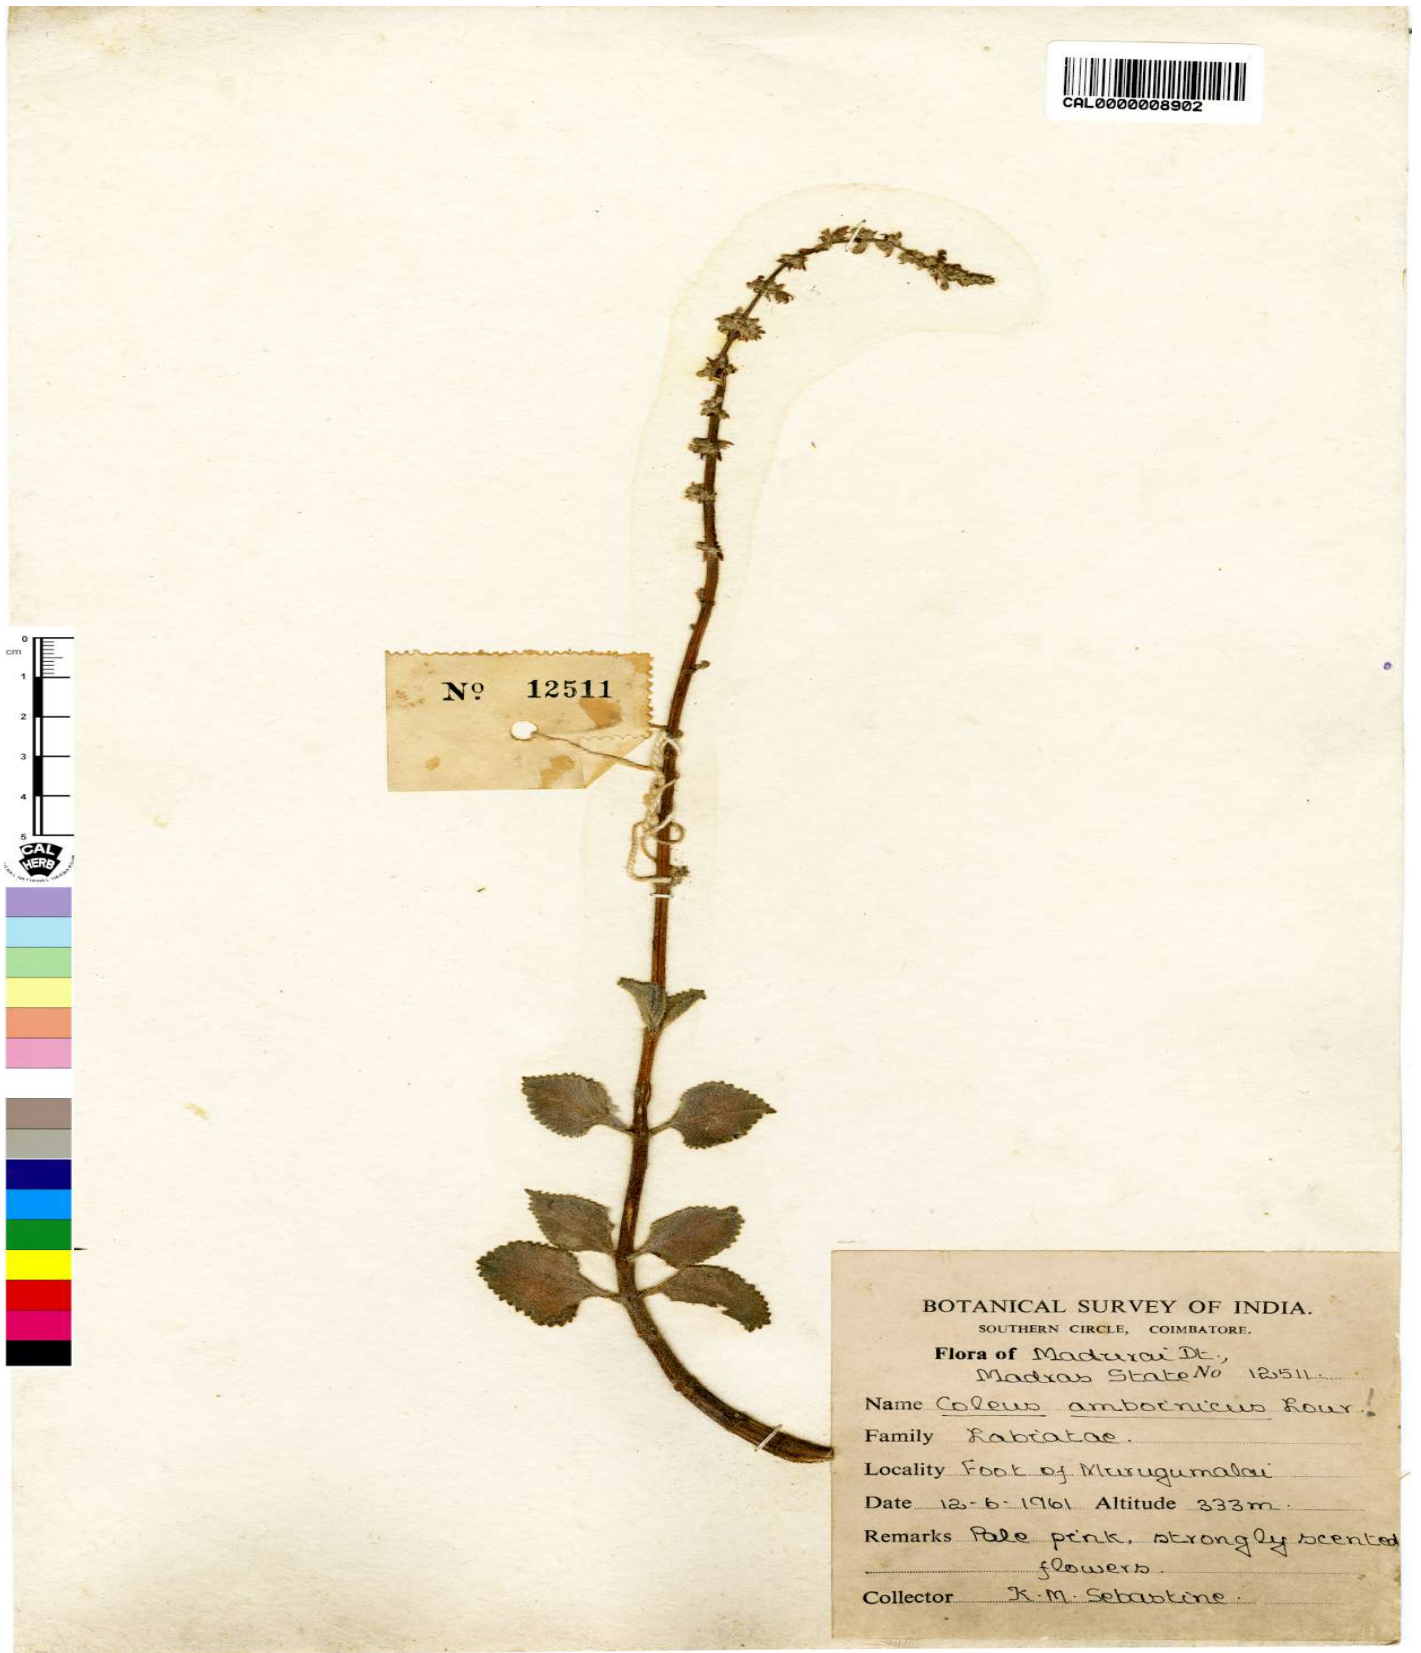 CAL0000008902
Nº 12511
0
cm
1
2
3
4
5
CAL
HERB
BOTANICAL SURVEY OF INDIA.
SOUTHERN CIRCLE, COIMBATORE.
Flora of Madurai Dt.,
Madras State No 12511.
Name Coleus amboinicus Lour.!
Family Labiatae.
Locality Foot of Murugumalai
Date 12-6-1961 Altitude 333m.
Remarks Pale pink, strongly scented
flowers.
Collector K.M. Sebastine.